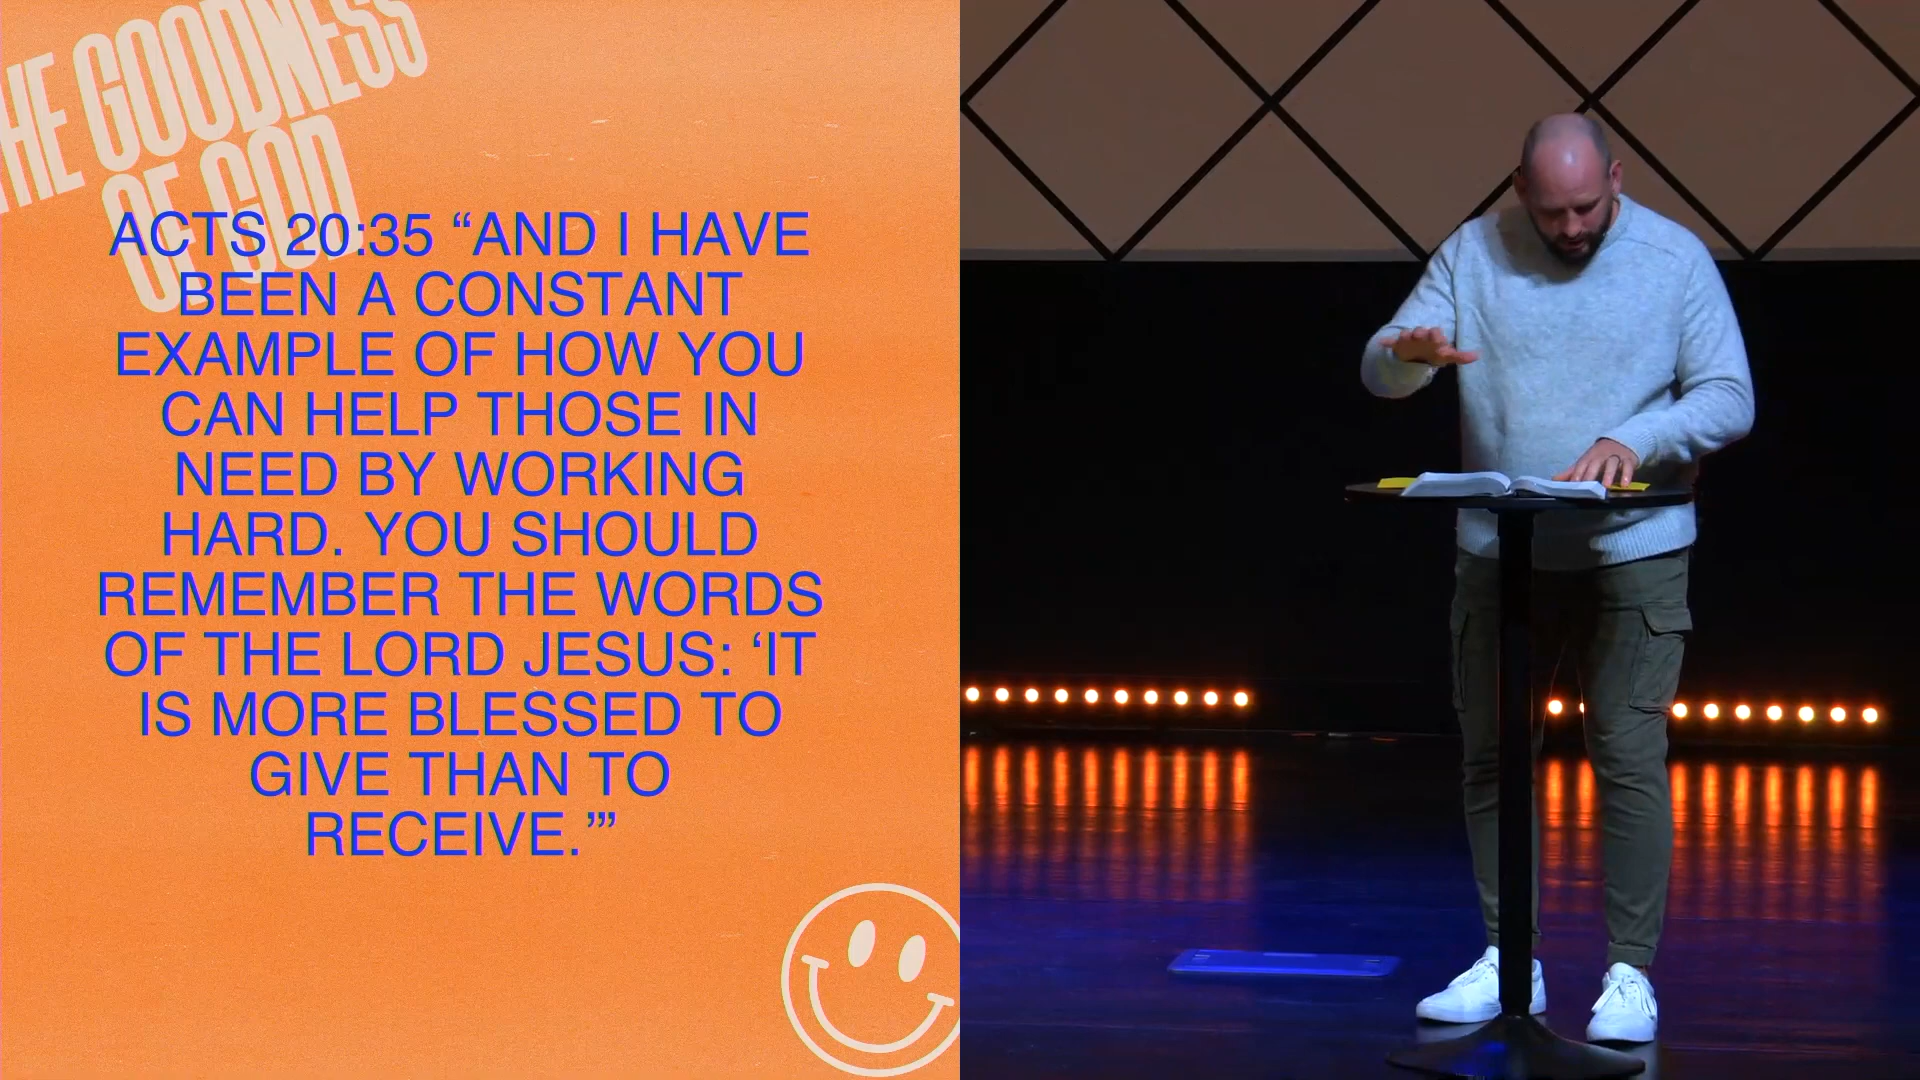 THE GOODNESS
OF GOD
ACTS 20:35 “AND I HAVE
BEEN A CONSTANT
EXAMPLE OF HOW YOU
CAN HELP THOSE IN
NEED BY WORKING
HARD. YOU SHOULD
REMEMBER THE WORDS
OF THE LORD JESUS: ‘IT
IS MORE BLESSED TO
GIVE THAN TO
RECEIVE.’”